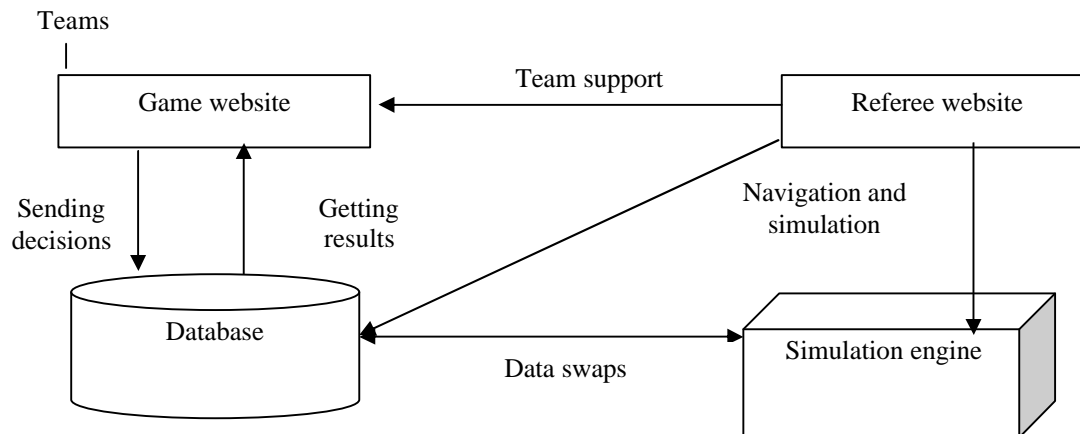 Teams
Game website
Team support
Referee website
Sending
decisions
Getting
results
Navigation and
simulation
Database
Data swaps
Simulation engine